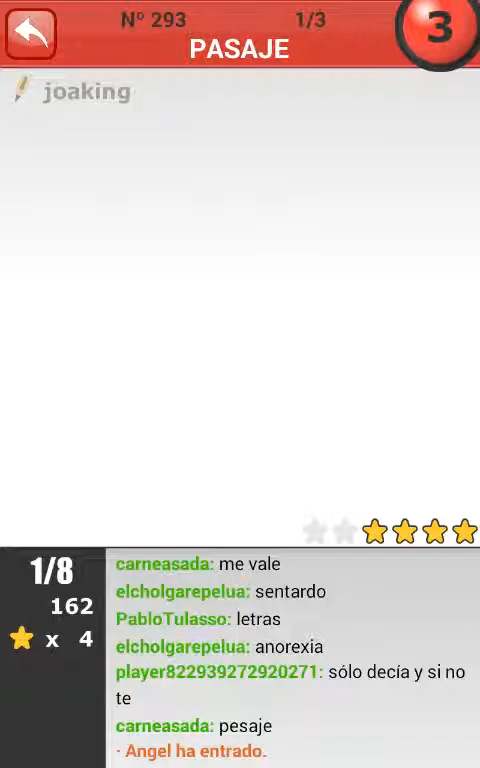 Nº 293 1/3 3
PASAJE
joaking
1/8
162
x 4
carneasada: me vale
elcholgarepelua: sentardo
PabloTulasso: letras
elcholgarepelua: anorexia
player822939272920271: sólo decía y si no
te
carneasada: pesaje
· Angel ha entrado.